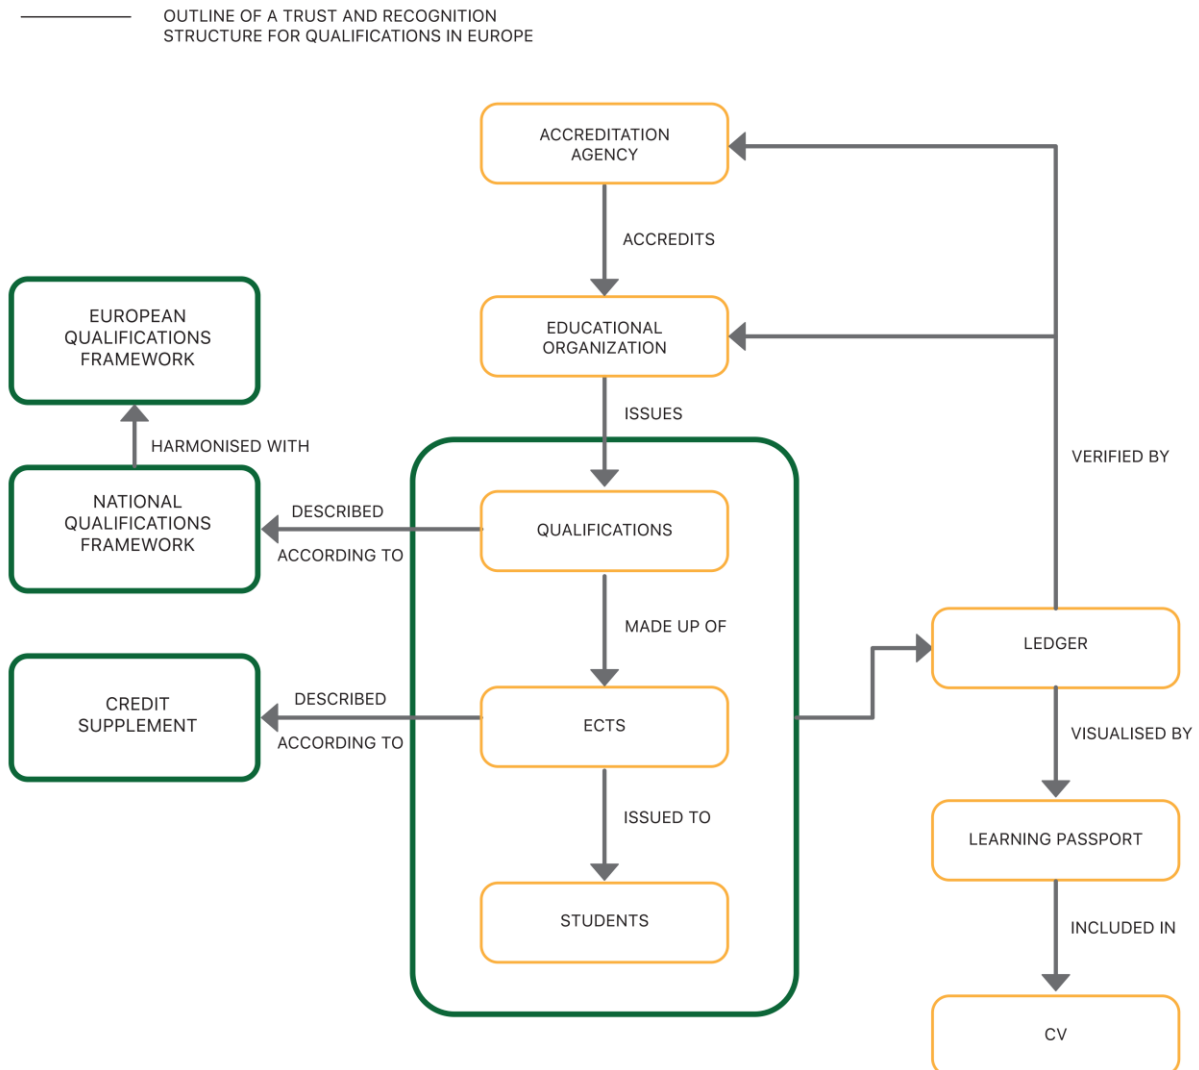 OUTLINE OF A TRUST AND RECOGNITION
STRUCTURE FOR QUALIFICATIONS IN EUROPE
ACCREDITATION
AGENCY
ACCREDITS
EDUCATIONAL
ORGANIZATION
EUROPEAN
QUALIFICATIONS
FRAMEWORK
ISSUES
HARMONISED WITH
VERIFIED BY
NATIONAL
QUALIFICATIONS
FRAMEWORK
DESCRIBED
ACCORDING TO
QUALIFICATIONS
MADE UP OF
LEDGER
CREDIT
SUPPLEMENT
DESCRIBED
ACCORDING TO
ECTS
VISUALISED BY
ISSUED TO
LEARNING PASSPORT
STUDENTS
INCLUDED IN
CV